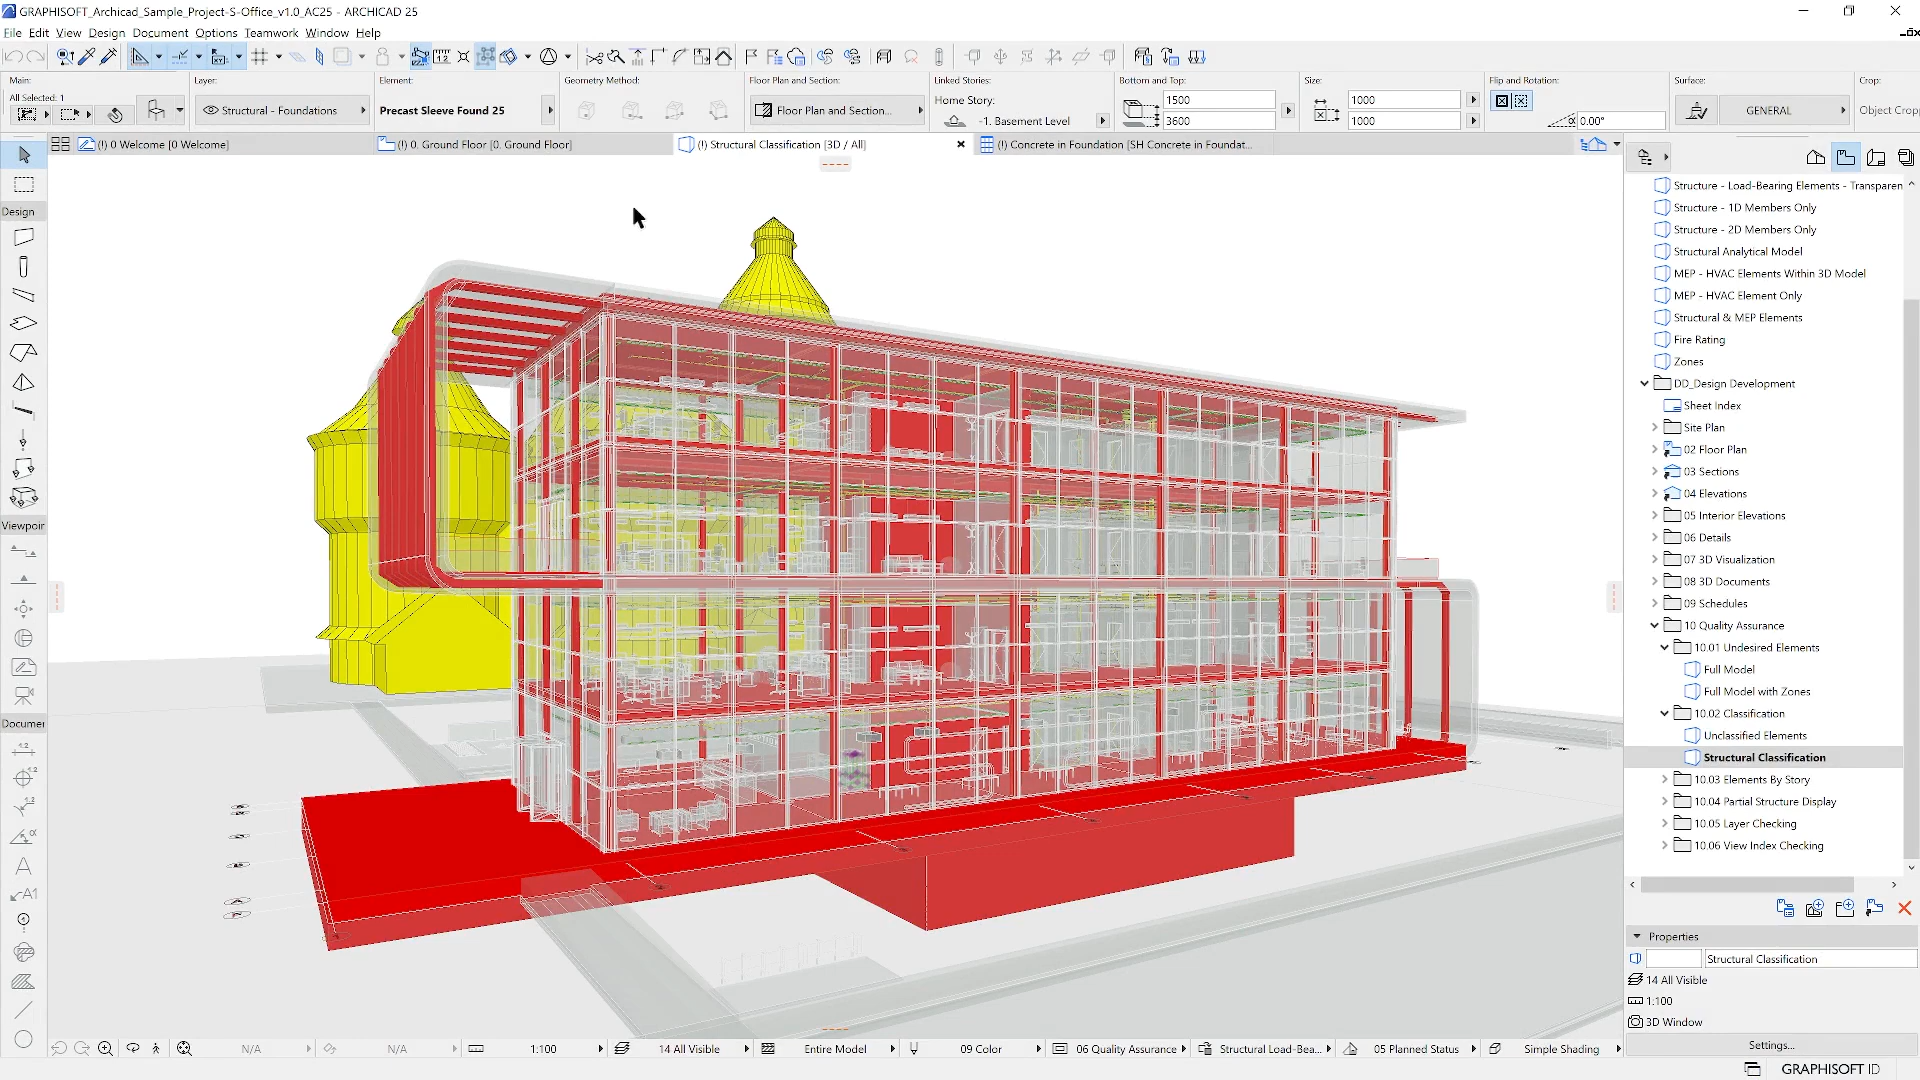 GRAPHISOFT_Archicad_Sample_Project-S-Office_v1.0_AC25 - ARCHICAD 25
File Edit View Design Document Options Teamwork Window Help
Main:
All Selected: 1
Layer:
Structural - Foundations
Element:
Precast Sleeve Found 25
Geometry Method:
Floor Plan and Section:
Floor Plan and Section...
Linked Stories:
Home Story:
-1. Basement Level
Bottom and Top:
1500
3600
Size:
1000
1000
Flip and Rotation:
0.00°
Surface:
GENERAL
Crop:
Object Crop
(!) 0 Welcome [0 Welcome]
(!) 0. Ground Floor [0. Ground Floor]
(!) Structural Classification [3D / All]
(!) Concrete in Foundation [SH Concrete in Foundat...
Design
Viewpoir
Documer
Structure - Load-Bearing Elements - Transparen
Structure - 1D Members Only
Structure - 2D Members Only
Structural Analytical Model
MEP - HVAC Elements Within 3D Model
MEP - HVAC Element Only
Structural & MEP Elements
Fire Rating
Zones
DD_Design Development
Sheet Index
Site Plan
02 Floor Plan
03 Sections
04 Elevations
05 Interior Elevations
06 Details
07 3D Visualization
08 3D Documents
09 Schedules
10 Quality Assurance
10.01 Undesired Elements
Full Model
Full Model with Zones
10.02 Classification
Unclassified Elements
Structural Classification
10.03 Elements By Story
10.04 Partial Structure Display
10.05 Layer Checking
10.06 View Index Checking
Properties
Structural Classification
14 All Visible
1:100
3D Window
Settings...
N/A
N/A
1:100
14 All Visible
Entire Model
09 Color
06 Quality Assurance
Structural Load-Bea...
05 Planned Status
Simple Shading
GRAPHISOFT ID